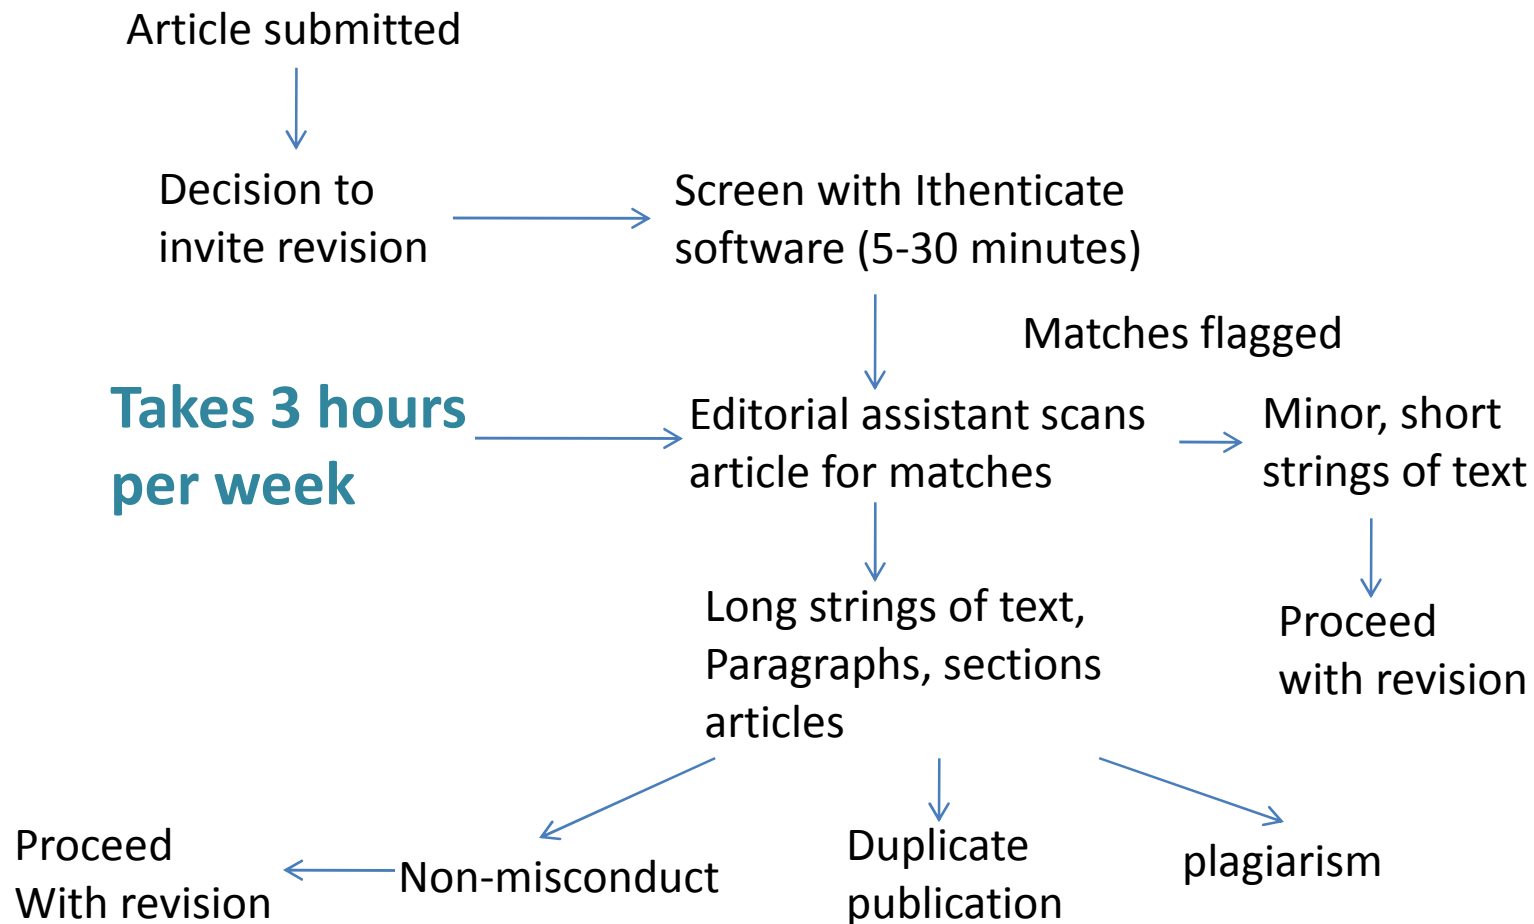 Article submitted
Decision to
invite revision
Screen with Ithenticate
software (5-30 minutes)
Matches flagged
Takes 3 hours
per week
Editorial assistant scans
article for matches
Minor, short
strings of text
Long strings of text,
Paragraphs, sections
articles
Proceed
with revision
Proceed
With revision
Non-misconduct
Duplicate
publication
plagiarism